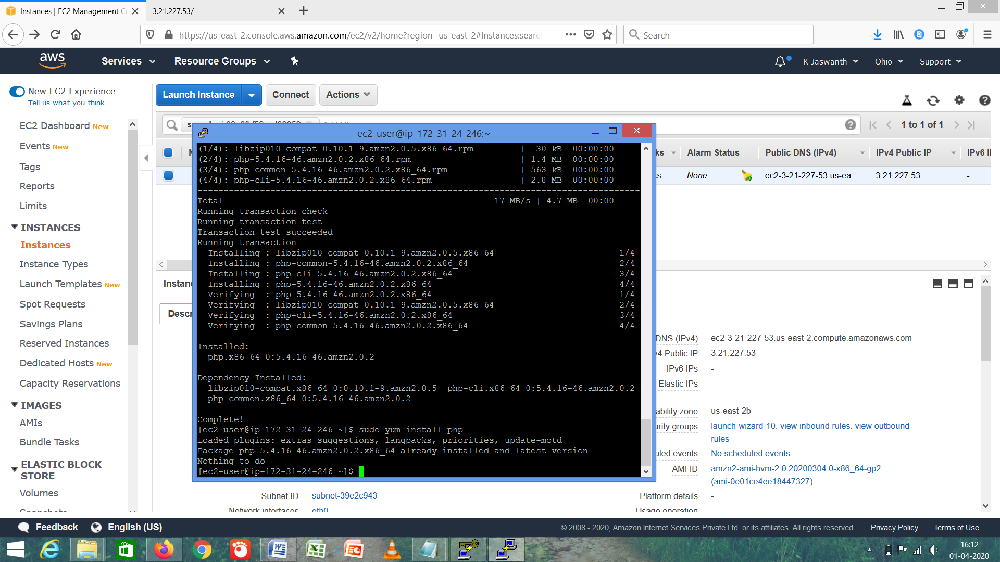 Instances | EC2 Management Co
3.21.227.53/
https://us-east-2.console.aws.amazon.com/ec2/v2/home?region=us-east-2#Instances:search
Search
aws
Services
Resource Groups
K Jaswanth
Ohio
Support
New EC2 Experience
Tell us what you think
EC2 Dashboard New
Events New
Tags
Reports
Limits
INSTANCES
Instances
Instance Types
Launch Templates New
Spot Requests
Savings Plans
Reserved Instances
Dedicated Hosts New
Capacity Reservations
IMAGES
AMIs
Bundle Tasks
ELASTIC BLOCK
STORE
Volumes
Snapshots
Launch Instance
Connect
Actions
1 to 1 of 1
Alarm Status
Public DNS (IPv4)
IPv4 Public IP
None
ec2-3-21-227-53.us-ea...
3.21.227.53
-
ec2-user@ip-172-31-24-246:~
(1/4): libzip010-compat-0.10.1-9.amzn2.0.5.x86_64.rpm | 30 kB 00:00:00
(2/4): php-5.4.16-46.amzn2.0.2.x86_64.rpm | 1.4 MB 00:00:00
(3/4): php-common-5.4.16-46.amzn2.0.2.x86_64.rpm | 563 kB 00:00:00
(4/4): php-cli-5.4.16-46.amzn2.0.2.x86_64.rpm | 2.8 MB 00:00:00
--------------------------------------------------------------------------------
Total 17 MB/s | 4.7 MB 00:00
Running transaction check
Running transaction test
Transaction test succeeded
Running transaction
Installing : libzip010-compat-0.10.1-9.amzn2.0.5.x86_64 1/4
Installing : php-common-5.4.16-46.amzn2.0.2.x86_64 2/4
Installing : php-cli-5.4.16-46.amzn2.0.2.x86_64 3/4
Installing : php-5.4.16-46.amzn2.0.2.x86_64 4/4
Verifying : php-5.4.16-46.amzn2.0.2.x86_64 1/4
Verifying : libzip010-compat-0.10.1-9.amzn2.0.5.x86_64 2/4
Verifying : php-cli-5.4.16-46.amzn2.0.2.x86_64 3/4
Verifying : php-common-5.4.16-46.amzn2.0.2.x86_64 4/4
Installed:
php.x86_64 0:5.4.16-46.amzn2.0.2
Dependency Installed:
libzip010-compat.x86_64 0:0.10.1-9.amzn2.0.5 php-cli.x86_64 0:5.4.16-46.amzn2.0.2
php-common.x86_64 0:5.4.16-46.amzn2.0.2
Complete!
[ec2-user@ip-172-31-24-246 ~]$ sudo yum install php
Loaded plugins: extras_suggestions, langpacks, priorities, update-motd
Package php-5.4.16-46.amzn2.0.2.x86_64 already installed and latest version
Nothing to do
[ec2-user@ip-172-31-24-246 ~]$
DNS (IPv4) ec2-3-21-227-53.us-east-2.compute.amazonaws.com
v4 Public IP 3.21.227.53
IPv6 IPs -
Elastic IPs
ability zone us-east-2b
urity groups launch-wizard-10. view inbound rules. view outbound
rules
uled events No scheduled events
AMI ID amzn2-ami-hvm-2.0.20200304.0-x86_64-gp2
(ami-0e01ce4ee18447327)
Subnet ID subnet-39e2c943
Platform details -
Network interfaces eth0
Usage operation
Feedback
English (US)
© 2008 - 2020, Amazon Internet Services Private Ltd. or its affiliates. All rights reserved.
Privacy Policy
Terms of Use
16:12
01-04-2020